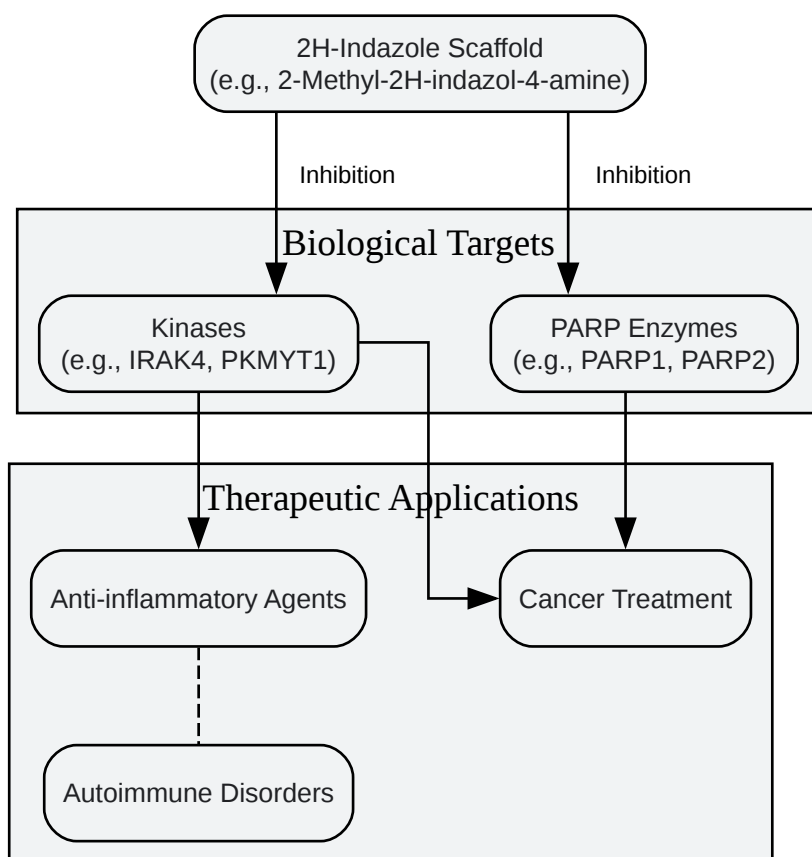 2H-Indazole Scaffold
(e.g., 2-Methyl-2H-indazol-4-amine)
Inhibition
Inhibition
Biological Targets
Kinases
(e.g., IRAK4, PKMYT1)
PARP Enzymes
(e.g., PARP1, PARP2)
Therapeutic Applications
Anti-inflammatory Agents
Cancer Treatment
Autoimmune Disorders